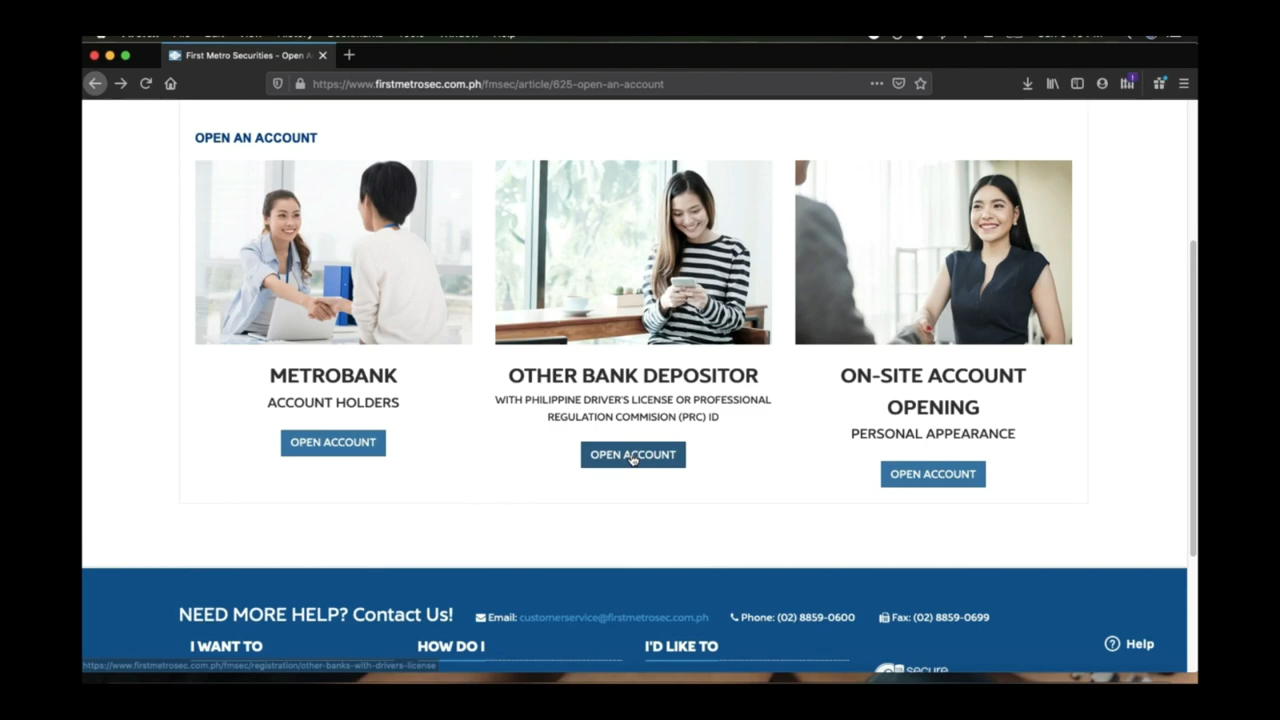 First Metro Securities - Open A
https://www.firstmetrosec.com.ph/fmsec/article/625-open-an-account
OPEN AN ACCOUNT
METROBANK
ACCOUNT HOLDERS
OPEN ACCOUNT
OTHER BANK DEPOSITOR
WITH PHILIPPINE DRIVER'S LICENSE OR PROFESSIONAL
REGULATION COMMISION (PRC) ID
OPEN ACCOUNT
ON-SITE ACCOUNT
OPENING
PERSONAL APPEARANCE
OPEN ACCOUNT
NEED MORE HELP? Contact Us!
Email: customerservice@firstmetrosec.com.ph
Phone: (02) 8859-0600
Fax: (02) 8859-0699
I WANT TO
HOW DO I
I'D LIKE TO
Help
https://www.firstmetrosec.com.ph/fmsec/registration/other-banks-with-drivers-license
secure